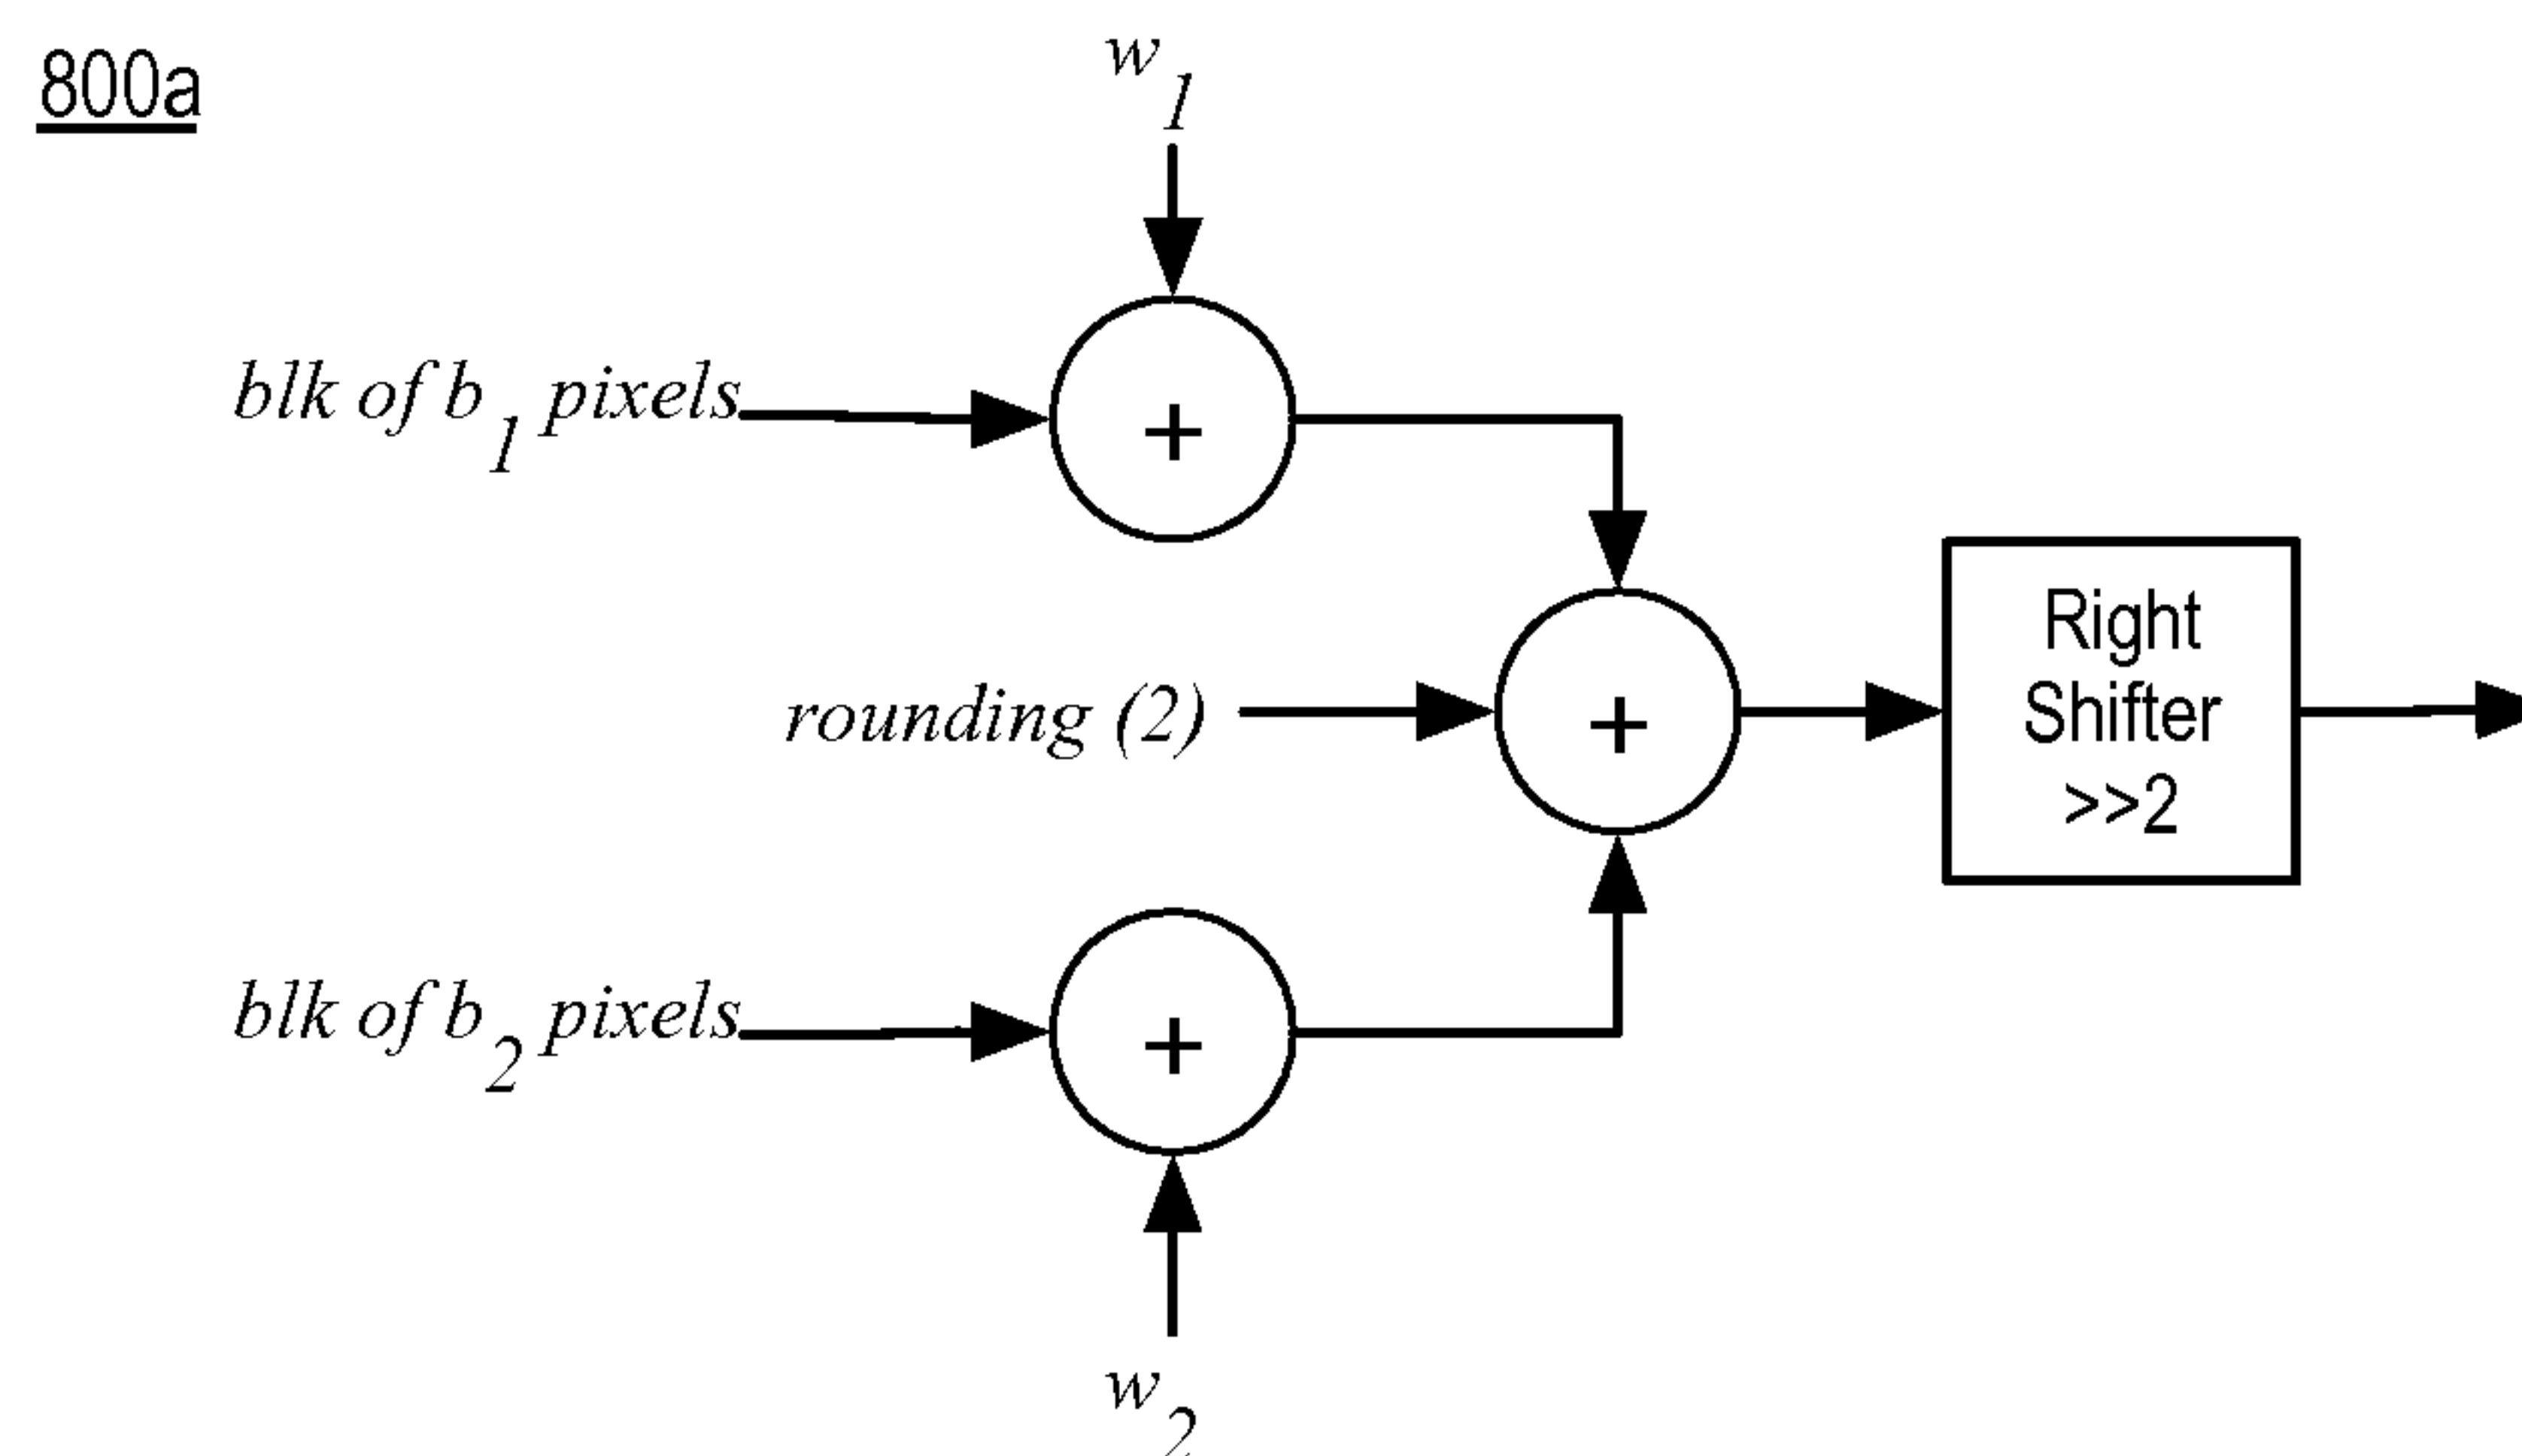 800a
w1
blk of b1 pixels
+
rounding (2)
+
Right
Shifter
>>2
blk of b2 pixels
+
w2